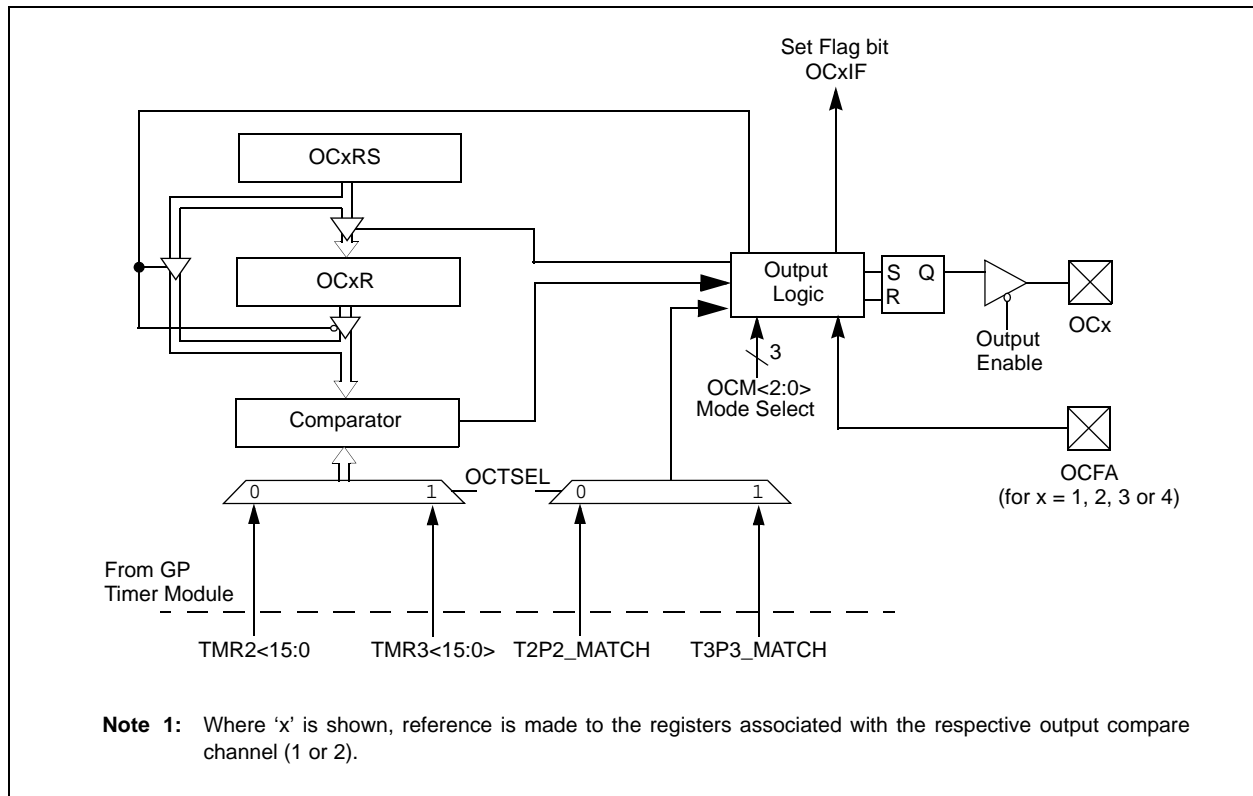 Set Flag bit
OCxIF
OCxRS
OCxR
Output
Logic
S Q
R
OCx
Output
Enable
3
OCM<2:0>
Mode Select
Comparator
OCFA
(for x = 1, 2, 3 or 4)
OCTSEL
0 1
0 1
From GP
Timer Module
TMR2<15:0
TMR3<15:0>
T2P2_MATCH
T3P3_MATCH
Note 1: Where ‘x’ is shown, reference is made to the registers associated with the respective output compare
channel (1 or 2).